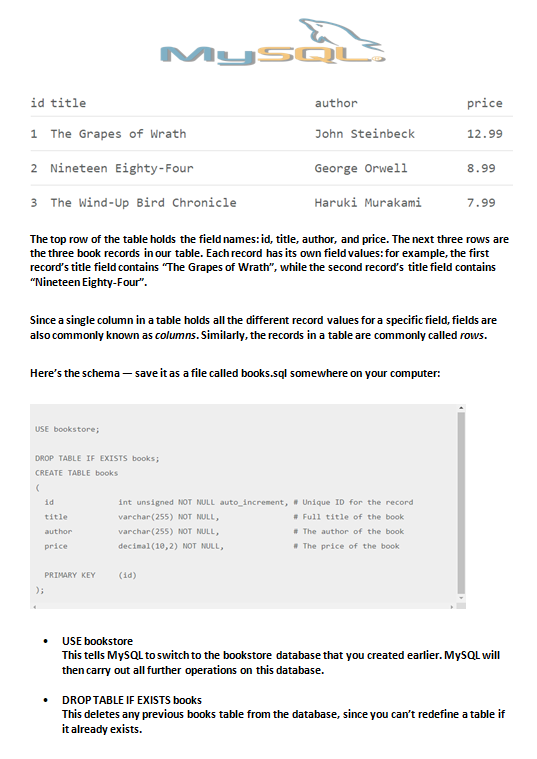 MySQL
id title author price
1 The Grapes of Wrath John Steinbeck 12.99
2 Nineteen Eighty-Four George Orwell 8.99
3 The Wind-Up Bird Chronicle Haruki Murakami 7.99
The top row of the table holds the field names: id, title, author, and price. The next three rows are
the three book records in our table. Each record has its own field values: for example, the first
record’s title field contains “The Grapes of Wrath”, while the second record’s title field contains
“Nineteen Eighty-Four”.
Since a single column in a table holds all the different record values for a specific field, fields are
also commonly known as columns. Similarly, the records in a table are commonly called rows.
Here’s the schema — save it as a file called books.sql somewhere on your computer:
USE bookstore;
DROP TABLE IF EXISTS books;
CREATE TABLE books
(
id int unsigned NOT NULL auto_increment, # Unique ID for the record
title varchar(255) NOT NULL, # Full title of the book
author varchar(255) NOT NULL, # The author of the book
price decimal(10,2) NOT NULL, # The price of the book
PRIMARY KEY (id)
);
• USE bookstore
This tells MySQL to switch to the bookstore database that you created earlier. MySQL will
then carry out all further operations on this database.
• DROP TABLE IF EXISTS books
This deletes any previous books table from the database, since you can’t redefine a table if
it already exists.